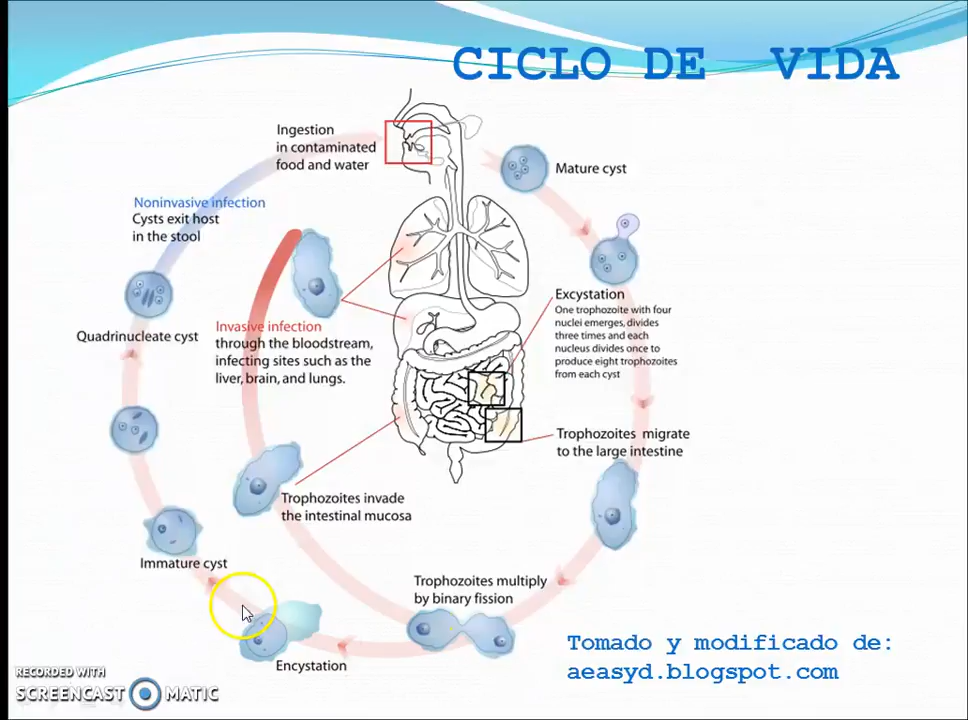 CICLO DE VIDA
Ingestion
in contaminated
food and water
Mature cyst
Noninvasive infection
Cysts exit host
in the stool
Excystation
One trophozoite with four
nuclei emerges, divides
three times and each
nucleus divides once to
produce eight trophozoites
from each cyst
Quadrinucleate cyst
Invasive infection
through the bloodstream,
infecting sites such as the
liver, brain, and lungs.
Trophozoites migrate
to the large intestine
Trophozoites invade
the intestinal mucosa
Immature cyst
Trophozoites multiply
by binary fission
Encystation
Tomado y modificado de:
aeasyd.blogspot.com
RECORDED WITH
SCREENCAST MATIC